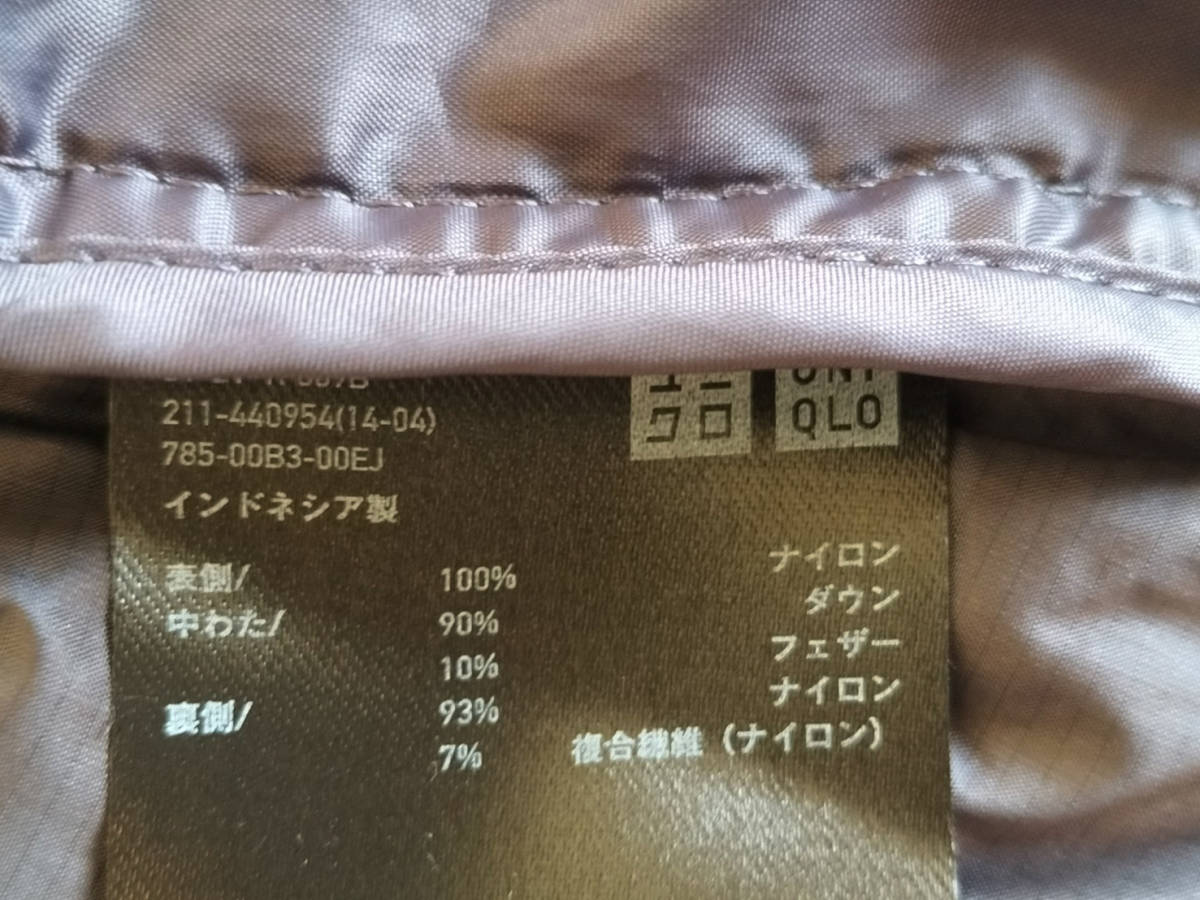 211-440954(14-04)
785-00B3-00EJ
インドネシア製
ユニ
クロ
UNI
QLO
表側/ 100% ナイロン
中わた/ 90% ダウン
10% フェザー
裏側/ 93% ナイロン
7% 複合繊維（ナイロン）